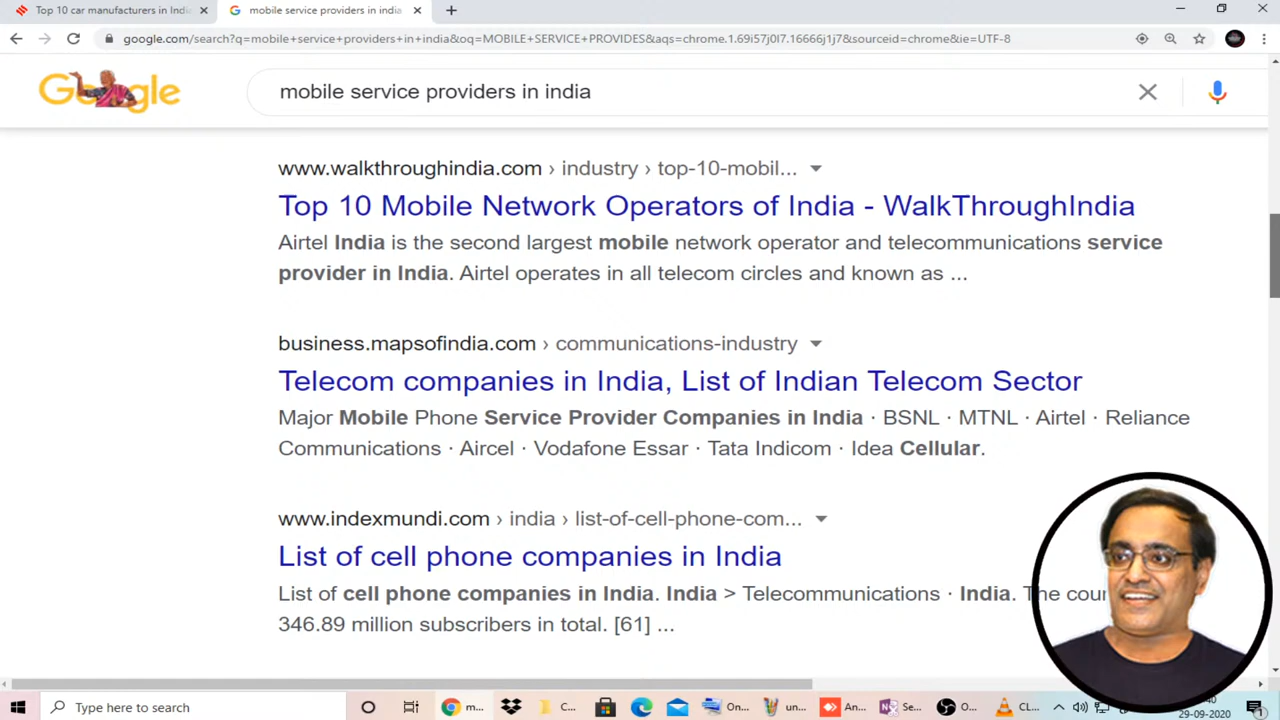 Top 10 car manufacturers in Indi
mobile service providers in india
google.com/search?q=mobile+service+providers+in+india&oq=MOBILE+SERVICE+PROVIDES&aqs=chrome.1.69i57j0l7.16666j1j7&sourceid=chrome&ie=UTF-8
Google
mobile service providers in india
www.walkthroughindia.com › industry › top-10-mobil...
Top 10 Mobile Network Operators of India - WalkThroughIndia
Airtel India is the second largest mobile network operator and telecommunications service
provider in India. Airtel operates in all telecom circles and known as ...
business.mapsofindia.com › communications-industry
Telecom companies in India, List of Indian Telecom Sector
Major Mobile Phone Service Provider Companies in India · BSNL · MTNL · Airtel · Reliance
Communications · Aircel · Vodafone Essar · Tata Indicom · Idea Cellular.
www.indexmundi.com › india › list-of-cell-phone-com...
List of cell phone companies in India
List of cell phone companies in India. India > Telecommunications · India. The cour
346.89 million subscribers in total. [61] ...
Type here to search
m...
C...
On...
un...
An...
Se...
O...
CL...
29-09-2020
1